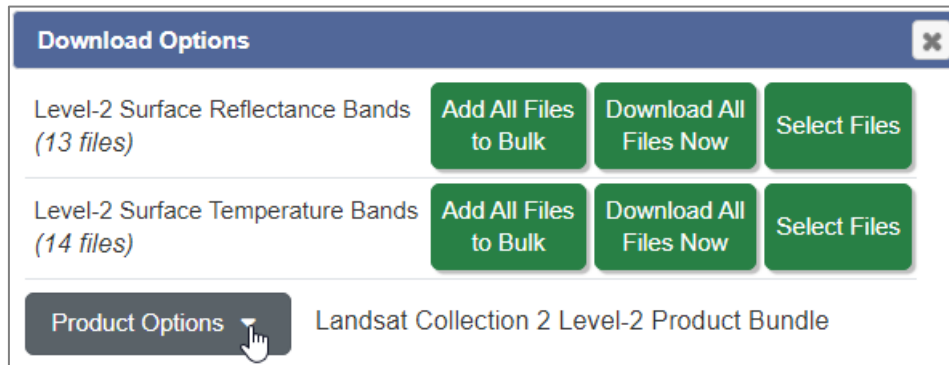 Download Options
Level-2 Surface Reflectance Bands
(13 files)
Add All Files
to Bulk
Download All
Files Now
Select Files
Level-2 Surface Temperature Bands
(14 files)
Add All Files
to Bulk
Download All
Files Now
Select Files
Product Options
Landsat Collection 2 Level-2 Product Bundle